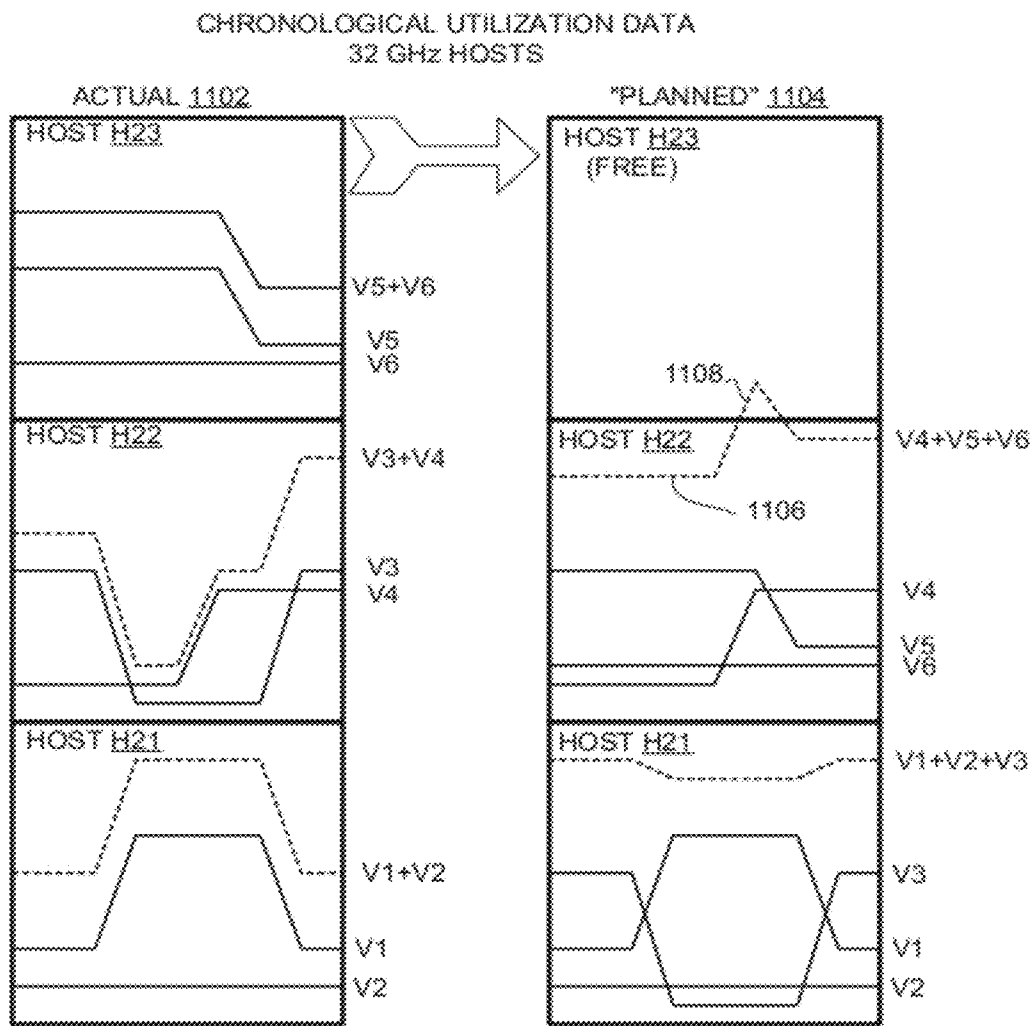 CHRONOLOGICAL UTILIZATION DATA
32 GHz HOSTS
ACTUAL 1102
HOST H23
V5+V6
V5
V6
HOST H22
V3+V4
V3
V4
HOST H21
V1+V2
V1
V2
"PLANNED" 1104
HOST H23
(FREE)
1108
HOST H22
V4+V5+V6
1106
V4
V5
V6
HOST H21
V1+V2+V3
V3
V1
V2